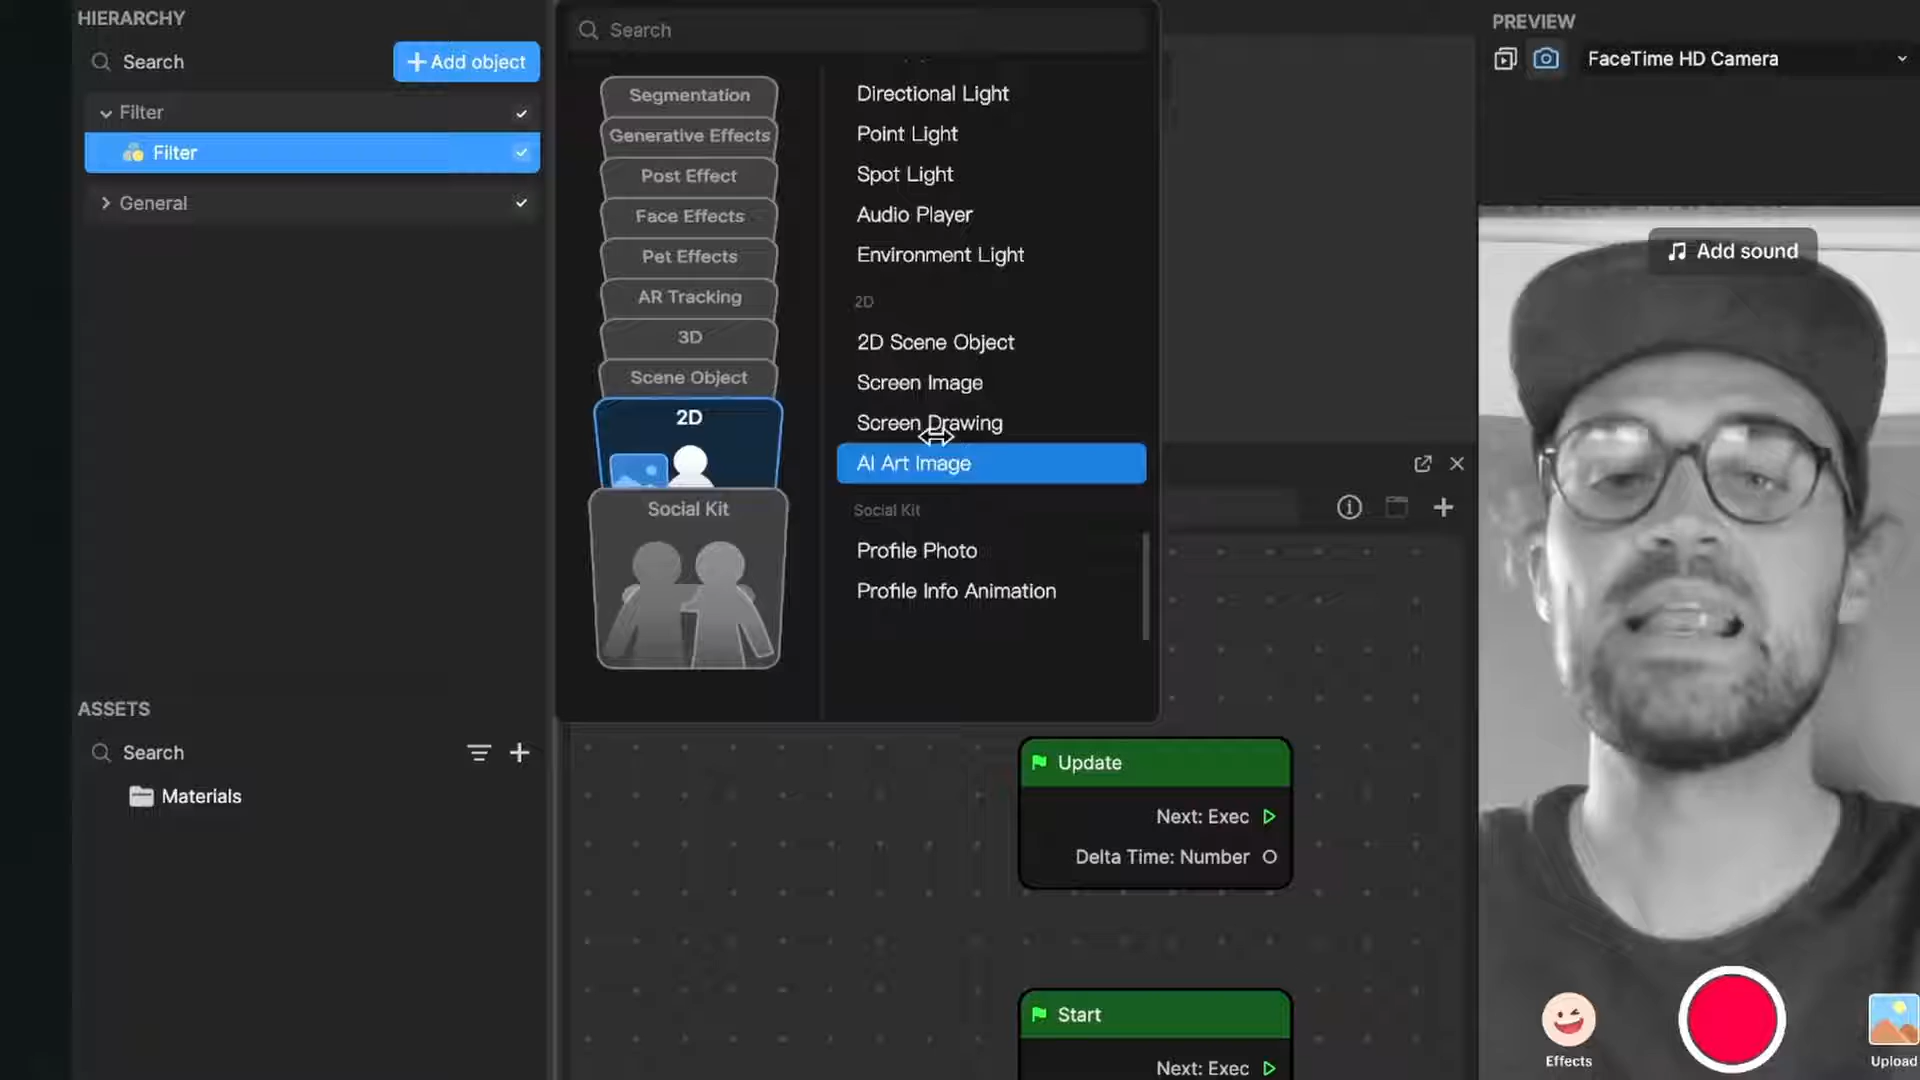 HIERARCHY
Search
+ Add object
Filter
Filter
General
ASSETS
Search
Materials
Search
Segmentation
Generative Effects
Post Effect
Face Effects
Pet Effects
AR Tracking
3D
Scene Object
2D
Social Kit
Directional Light
Point Light
Spot Light
Audio Player
Environment Light
2D
2D Scene Object
Screen Image
Screen Drawing
AI Art Image
Social Kit
Profile Photo
Profile Info Animation
Update
Next: Exec
Delta Time: Number
Start
Next: Exec
PREVIEW
FaceTime HD Camera
Add sound
Effects
Upload